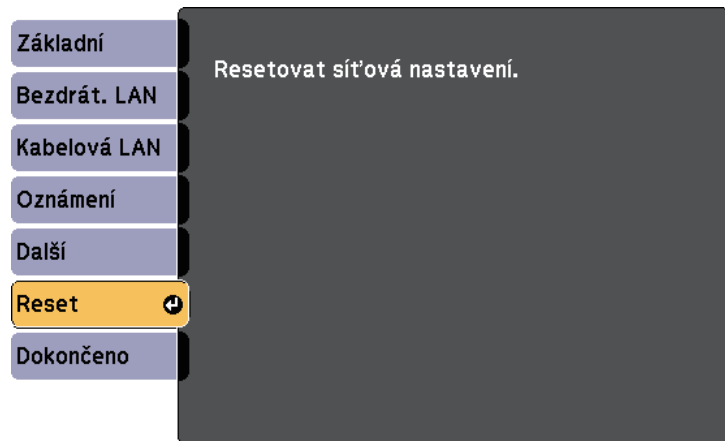 Základní
Bezdrát. LAN
Kabelová LAN
Oznámení
Další
Reset
Dokončeno
Resetovat síťová nastavení.